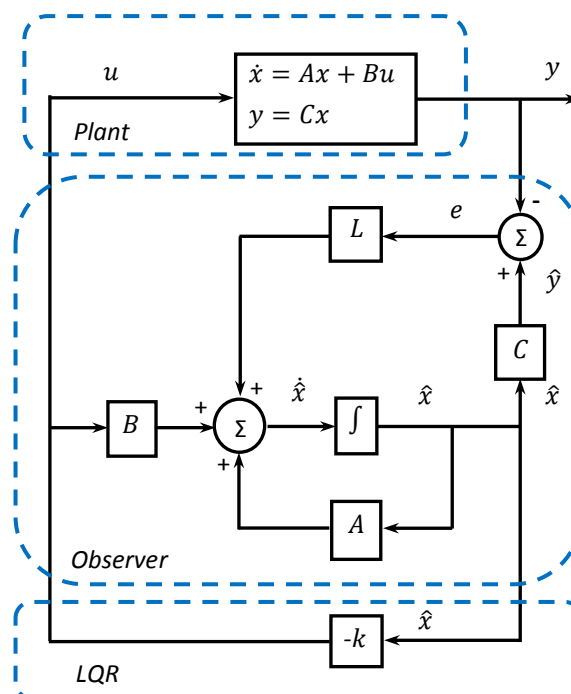 u
ẋ = Ax + Bu
y = Cx
y
Plant
-
L
e
Σ
+
ŷ
C
x̂
+
B
+
Σ
+
x̂̇
∫
x̂
A
Observer
-k
x̂
LQR